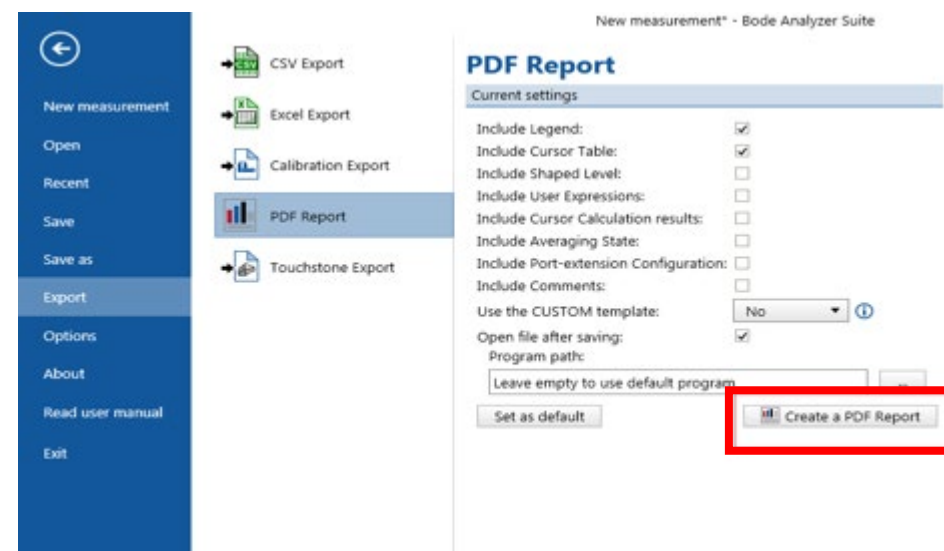 New measurement* - Bode Analyzer Suite
New measurement
Open
Recent
Save
Save as
Export
Options
About
Read user manual
Exit
CSV Export
Excel Export
Calibration Export
PDF Report
Touchstone Export
PDF Report
Current settings
Include Legend:
Include Cursor Table:
Include Shaped Level:
Include User Expressions:
Include Cursor Calculation results:
Include Averaging State:
Include Port-extension Configuration:
Include Comments:
Use the CUSTOM template: No
Open file after saving:
Program path:
Leave empty to use default program
Set as default
Create a PDF Report